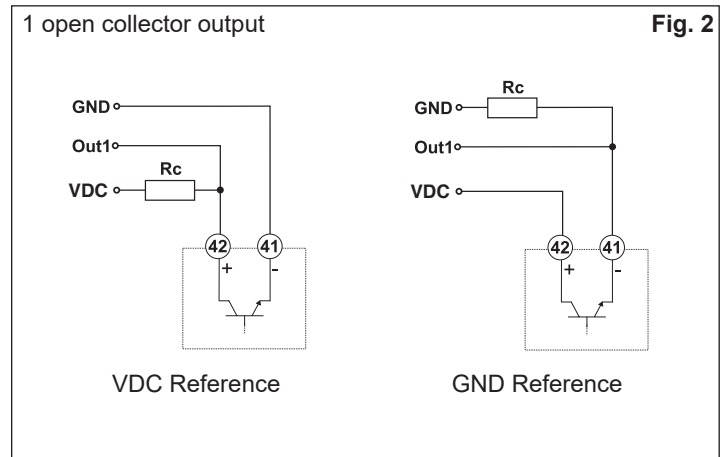 1 open collector output
Fig. 2
GND
Out1
Rc
VDC
42
41
+
-
VDC Reference
Rc
GND
Out1
VDC
42
41
+
-
GND Reference